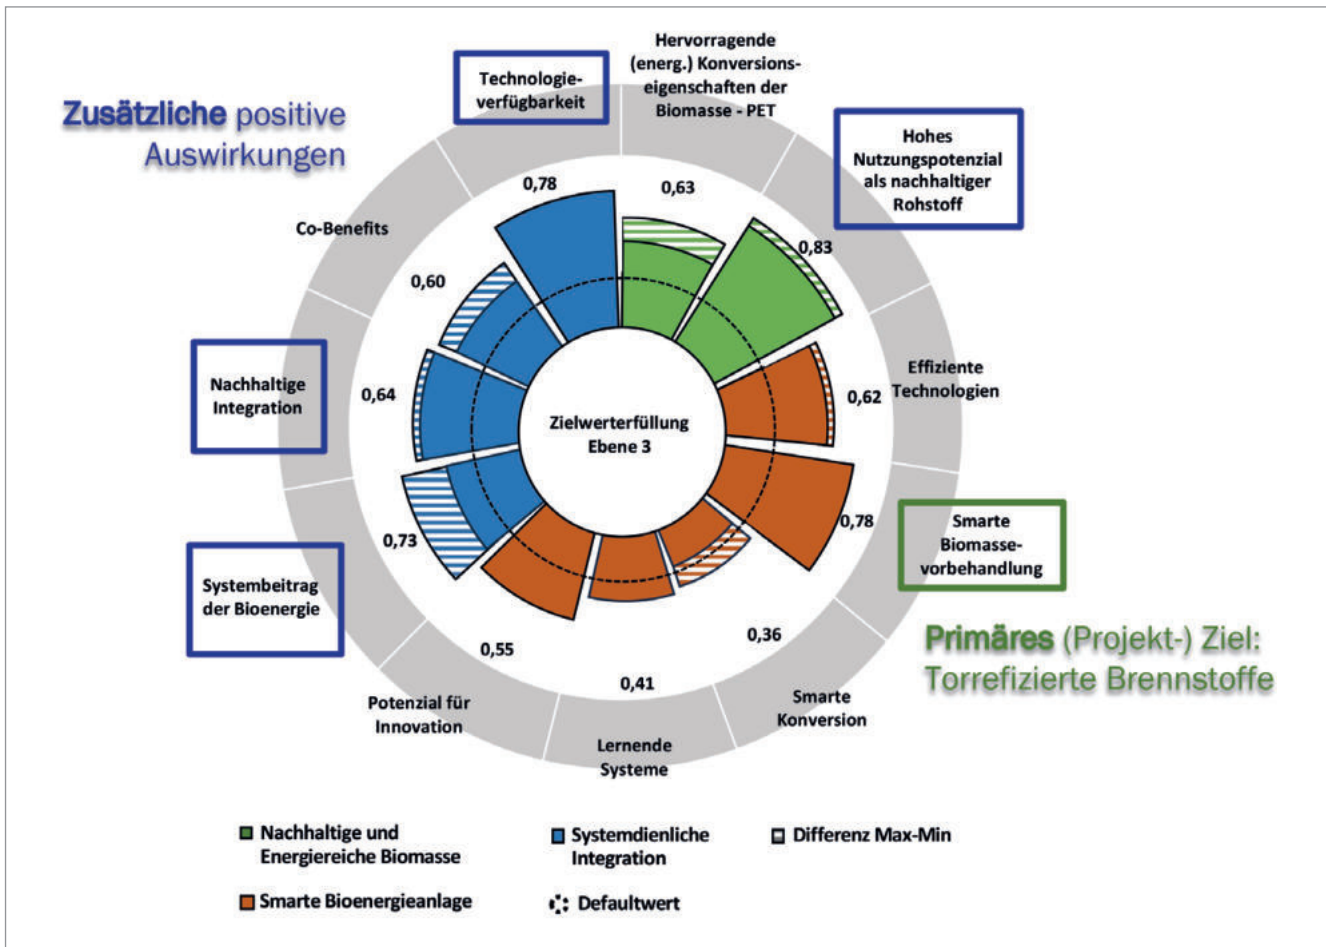 Zusätzliche positive
Auswirkungen
Technologie-
verfügbarkeit
Hervorragende
(energ.) Konversions-
eigenschaften der
Biomasse - PET
Hohes
Nutzungspotenzial
als nachhaltiger
Rohstoff
0,78
0,63
0,83
Co-Benefits
0,60
Effiziente
Technologien
0,62
Nachhaltige
Integration
0,64
Zielwerterfüllung
Ebene 3
Smarte
Biomasse-
vorbehandlung
0,78
Systembeitrag
der Bioenergie
0,73
Primäres (Projekt-) Ziel:
Torrefizierte Brennstoffe
0,55
0,41
0,36
Potenzial für
Innovation
Lernende
Systeme
Smarte
Konversion
Nachhaltige und
Energiereiche Biomasse
Systemdienliche
Integration
Differenz Max-Min
Smarte Bioenergieanlage
Defaultwert